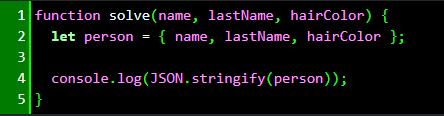 1 function solve(name, lastName, hairColor) {
2   let person = { name, lastName, hairColor };
3
4   console.log(JSON.stringify(person));
5 }